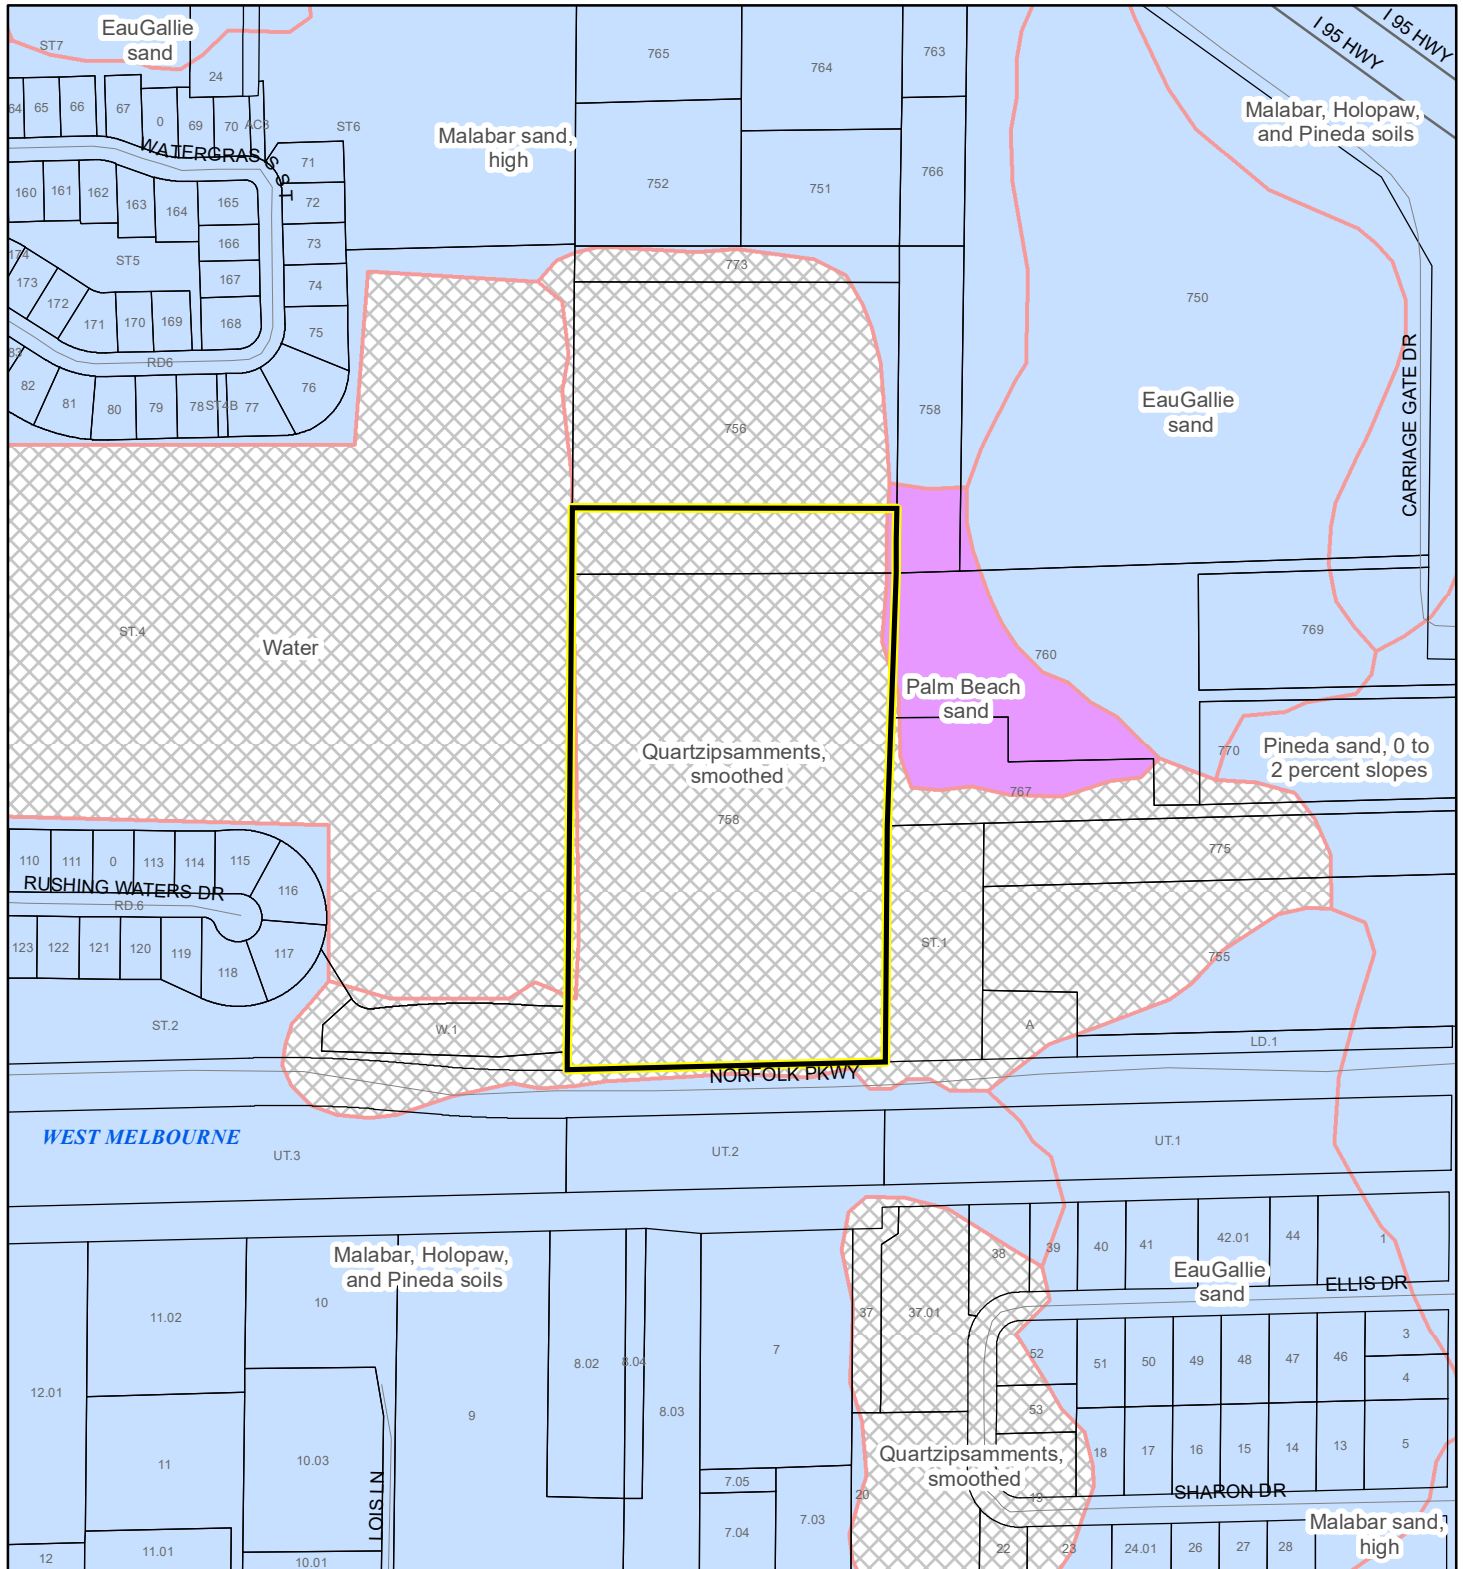 EauGallie
sand
ST7
24
765
764
763
I 95 HWY
I 95 HWY
64
65
66
67
0
69
70
AC3
ST6
Malabar sand,
high
Malabar, Holopaw,
and Pineda soils
WATERGRASS ST
71
752
751
766
160
161
162
163
164
165
72
166
73
174
ST5
173
167
74
773
750
172
171
170
169
168
75
83
RD6
82
76
81
80
79
78
ST4B
77
758
756
EauGallie
sand
CARRIAGE GATE DR
ST.4
Water
769
760
Palm Beach
sand
Quartzipsamments,
smoothed
770
Pineda sand, 0 to
2 percent slopes
767
758
775
110
111
0
113
114
115
116
RUSHING WATERS DR
RD.6
123
122
121
120
119
118
117
ST.1
755
ST.2
W.1
A
LD.1
NORFOLK PKWY
WEST MELBOURNE
UT.3
UT.2
UT.1
Malabar, Holopaw,
and Pineda soils
38
39
40
41
42.01
44
1
EauGallie
sand
ELLIS DR
10
11.02
37
37.01
12.01
8.02
8.04
7
52
51
50
49
48
47
46
3
4
9
8.03
53
11
10.03
LOIS LN
Quartzipsamments,
smoothed
18
17
16
15
14
13
5
7.05
20
19
SHARON DR
7.04
7.03
Malabar sand,
high
12
11.01
10.01
22
23
24.01
26
27
28